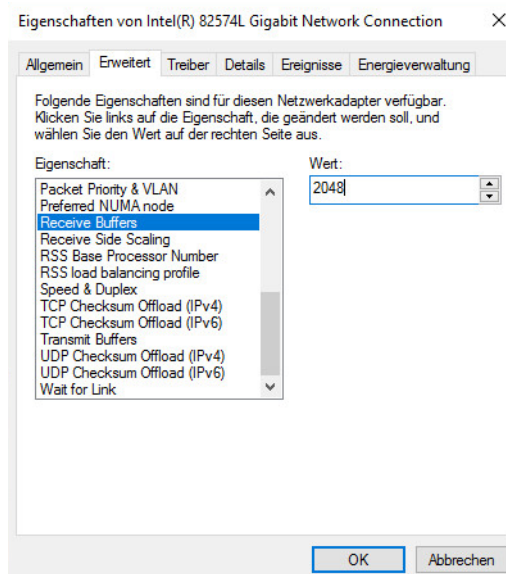 Eigenschaften von Intel(R) 82574L Gigabit Network Connection
Allgemein Erweitert Treiber Details Ereignisse Energieverwaltung
Folgende Eigenschaften sind für diesen Netzwerkadapter verfügbar.
Klicken Sie links auf die Eigenschaft, die geändert werden soll, und
wählen Sie den Wert auf der rechten Seite aus.
Eigenschaft:
Wert:
Packet Priority & VLAN
Preferred NUMA node
Receive Buffers
Receive Side Scaling
RSS Base Processor Number
RSS load balancing profile
Speed & Duplex
TCP Checksum Offload (IPv4)
TCP Checksum Offload (IPv6)
Transmit Buffers
UDP Checksum Offload (IPv4)
UDP Checksum Offload (IPv6)
Wait for Link
2048
OK Abbrechen